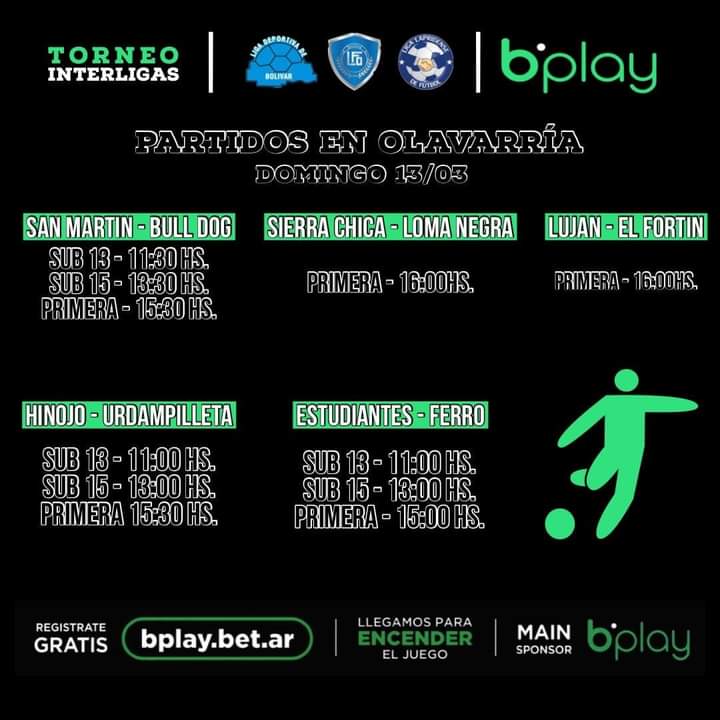 TORNEO
INTERLIGAS
LIGA DEPORTIVA DE
BOLIVAR
LFO
LIGA LAPRIDENSE
DE FÚTBOL
bplay
PARTIDOS EN OLAVARRÍA
DOMINGO 13/03
SAN MARTIN - BULL DOG
SUB 13 - 11:30 HS.
SUB 15 - 13:30 HS.
PRIMERA - 15:30 HS.
SIERRA CHICA - LOMA NEGRA
PRIMERA - 16:00HS.
LUJAN - EL FORTIN
PRIMERA - 16:00HS.
HINOJO - URDAMPILLETA
SUB 13 - 11:00 HS.
SUB 15 - 13:00 HS.
PRIMERA 15:30 HS.
ESTUDIANTES - FERRO
SUB 13 - 11:00 HS.
SUB 15 - 13:00 HS.
PRIMERA - 15:00 HS.
REGISTRATE
GRATIS
bplay.bet.ar
LLEGAMOS PARA
ENCENDER
EL JUEGO
MAIN
SPONSOR
bplay